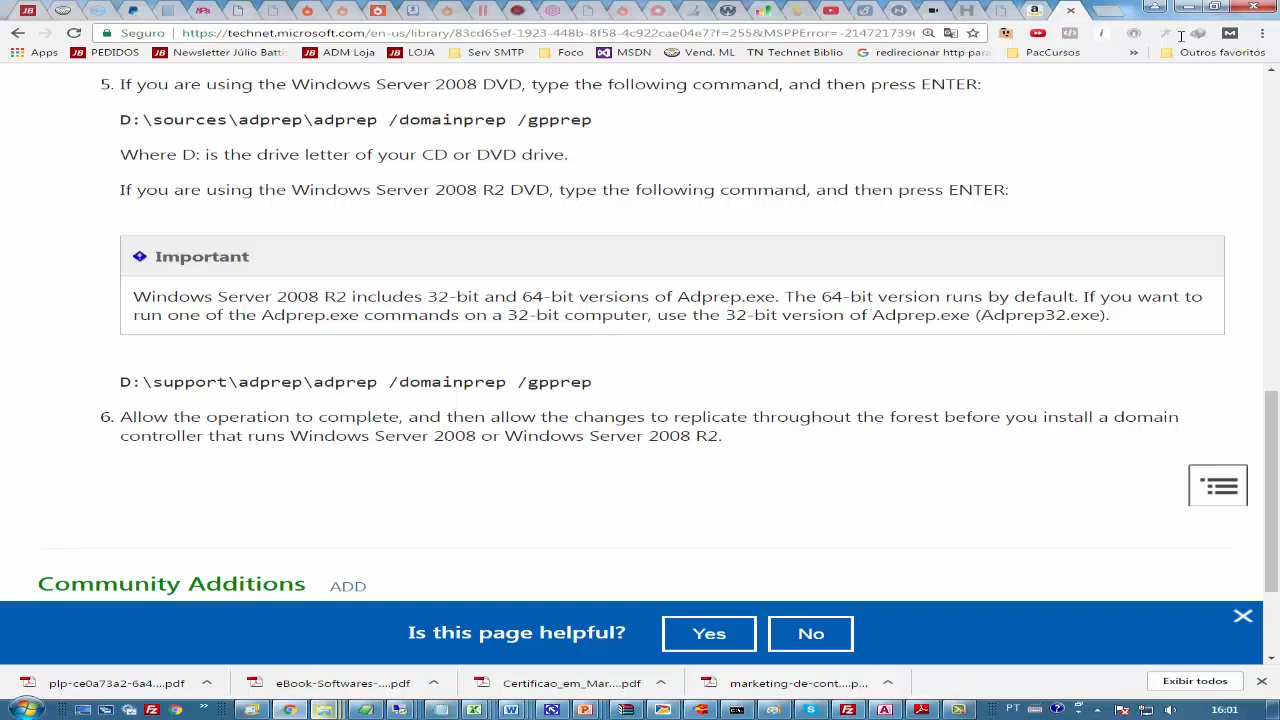 Seguro
https://technet.microsoft.com/en-us/library/83cd65ef-1923-448b-8f58-4c922cae04e7?f=255&MSPPError=-214721739
Apps
PEDIDOS
Newsletter Júlio Batti
ADM Loja
LOJA
Serv SMTP
Foco
MSDN
Vend. ML
TN Technet Biblio
redirecionar http para
PacCursos
»
Outros favoritos
5. If you are using the Windows Server 2008 DVD, type the following command, and then press ENTER:
D:\sources\adprep\adprep /domainprep /gpprep
Where D: is the drive letter of your CD or DVD drive.
If you are using the Windows Server 2008 R2 DVD, type the following command, and then press ENTER:
Important
Windows Server 2008 R2 includes 32-bit and 64-bit versions of Adprep.exe. The 64-bit version runs by default. If you want to
run one of the Adprep.exe commands on a 32-bit computer, use the 32-bit version of Adprep.exe (Adprep32.exe).
D:\support\adprep\adprep /domainprep /gpprep
6. Allow the operation to complete, and then allow the changes to replicate throughout the forest before you install a domain
controller that runs Windows Server 2008 or Windows Server 2008 R2.
Community Additions ADD
Is this page helpful? Yes No
plp-ce0a73a2-6a4....pdf
eBook-Softwares-....pdf
Certificao_em_Mar....pdf
marketing-de-cont....p...
Exibir todos
PT
16:01